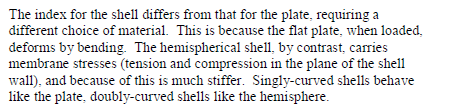 The index for the shell differs from that for the plate, requiring a
different choice of material.  This is because the flat plate, when loaded,
deforms by bending.  The hemispherical shell, by contrast, carries
membrane stresses (tension and compression in the plane of the shell
wall), and because of this is much stiffer.  Singly-curved shells behave
like the plate, doubly-curved shells like the hemisphere.